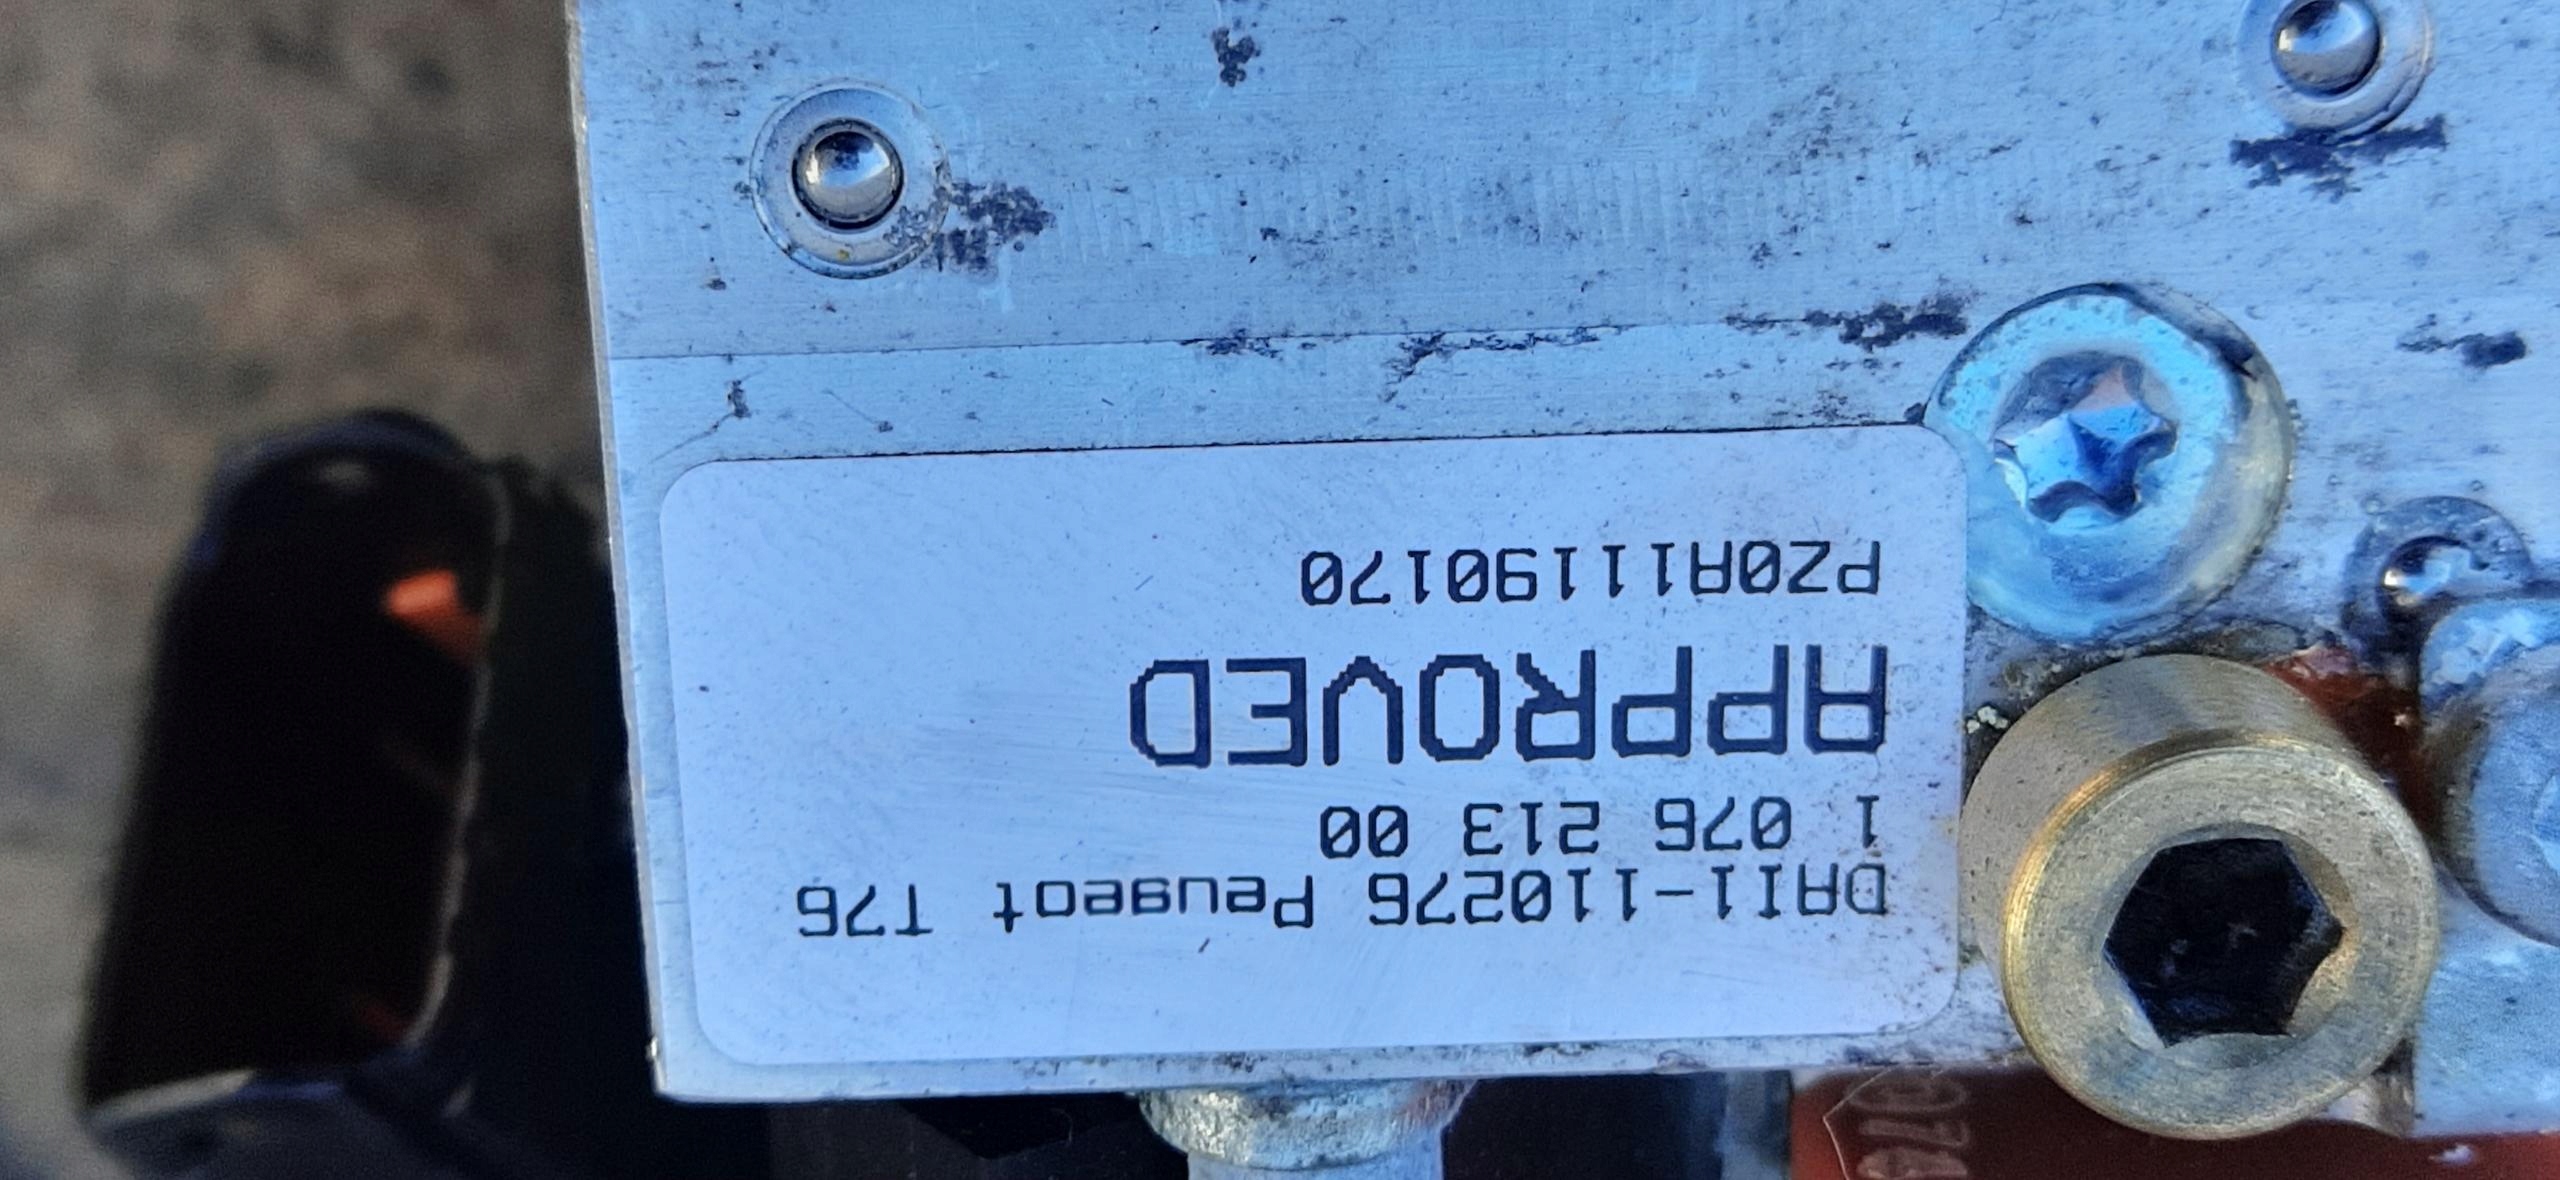 DAI1-110276 Peugeot T76
1 076 213 00
APPROVED
PZ0A11190170